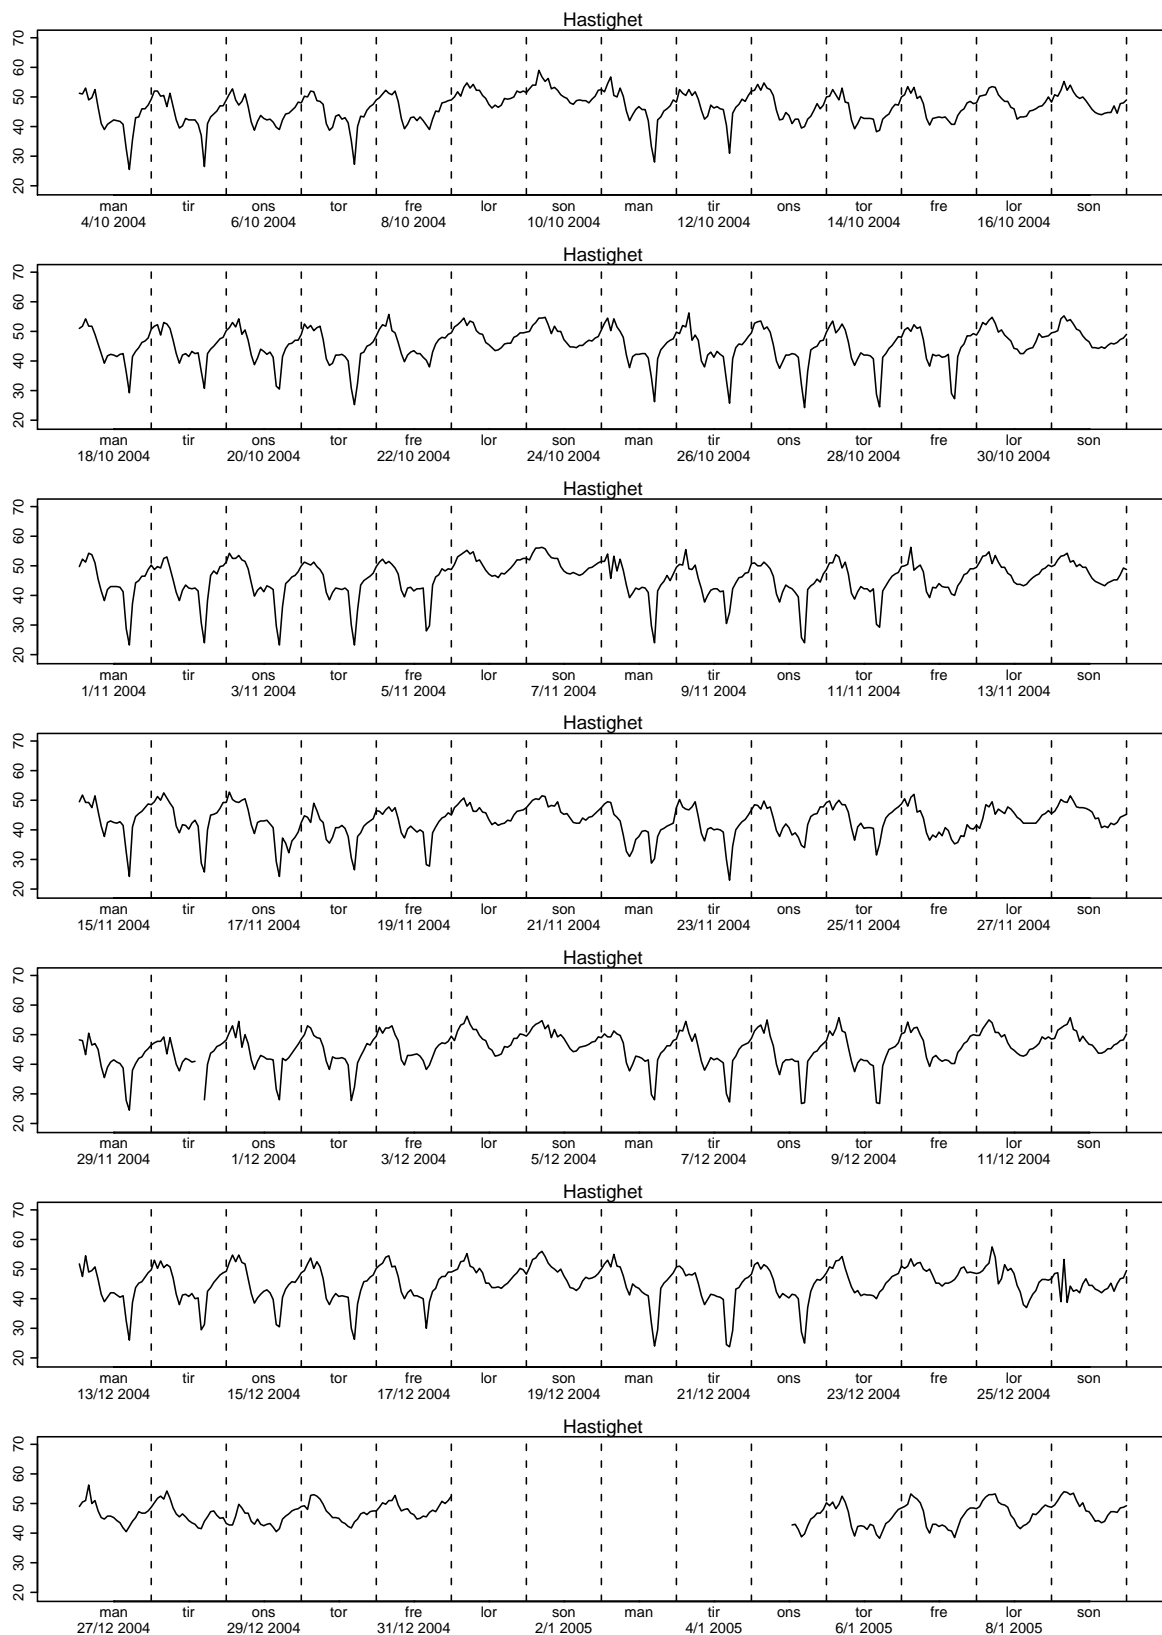 Hastighet
70
60
50
40
30
20
man tir ons tor fre lor son man tir ons tor fre lor son
4/10 2004 6/10 2004 8/10 2004 10/10 2004 12/10 2004 14/10 2004 16/10 2004
Hastighet
70
60
50
40
30
20
man tir ons tor fre lor son man tir ons tor fre lor son
18/10 2004 20/10 2004 22/10 2004 24/10 2004 26/10 2004 28/10 2004 30/10 2004
Hastighet
70
60
50
40
30
20
man tir ons tor fre lor son man tir ons tor fre lor son
1/11 2004 3/11 2004 5/11 2004 7/11 2004 9/11 2004 11/11 2004 13/11 2004
Hastighet
70
60
50
40
30
20
man tir ons tor fre lor son man tir ons tor fre lor son
15/11 2004 17/11 2004 19/11 2004 21/11 2004 23/11 2004 25/11 2004 27/11 2004
Hastighet
70
60
50
40
30
20
man tir ons tor fre lor son man tir ons tor fre lor son
29/11 2004 1/12 2004 3/12 2004 5/12 2004 7/12 2004 9/12 2004 11/12 2004
Hastighet
70
60
50
40
30
20
man tir ons tor fre lor son man tir ons tor fre lor son
13/12 2004 15/12 2004 17/12 2004 19/12 2004 21/12 2004 23/12 2004 25/12 2004
Hastighet
70
60
50
40
30
20
man tir ons tor fre lor son man tir ons tor fre lor son
27/12 2004 29/12 2004 31/12 2004 2/1 2005 4/1 2005 6/1 2005 8/1 2005